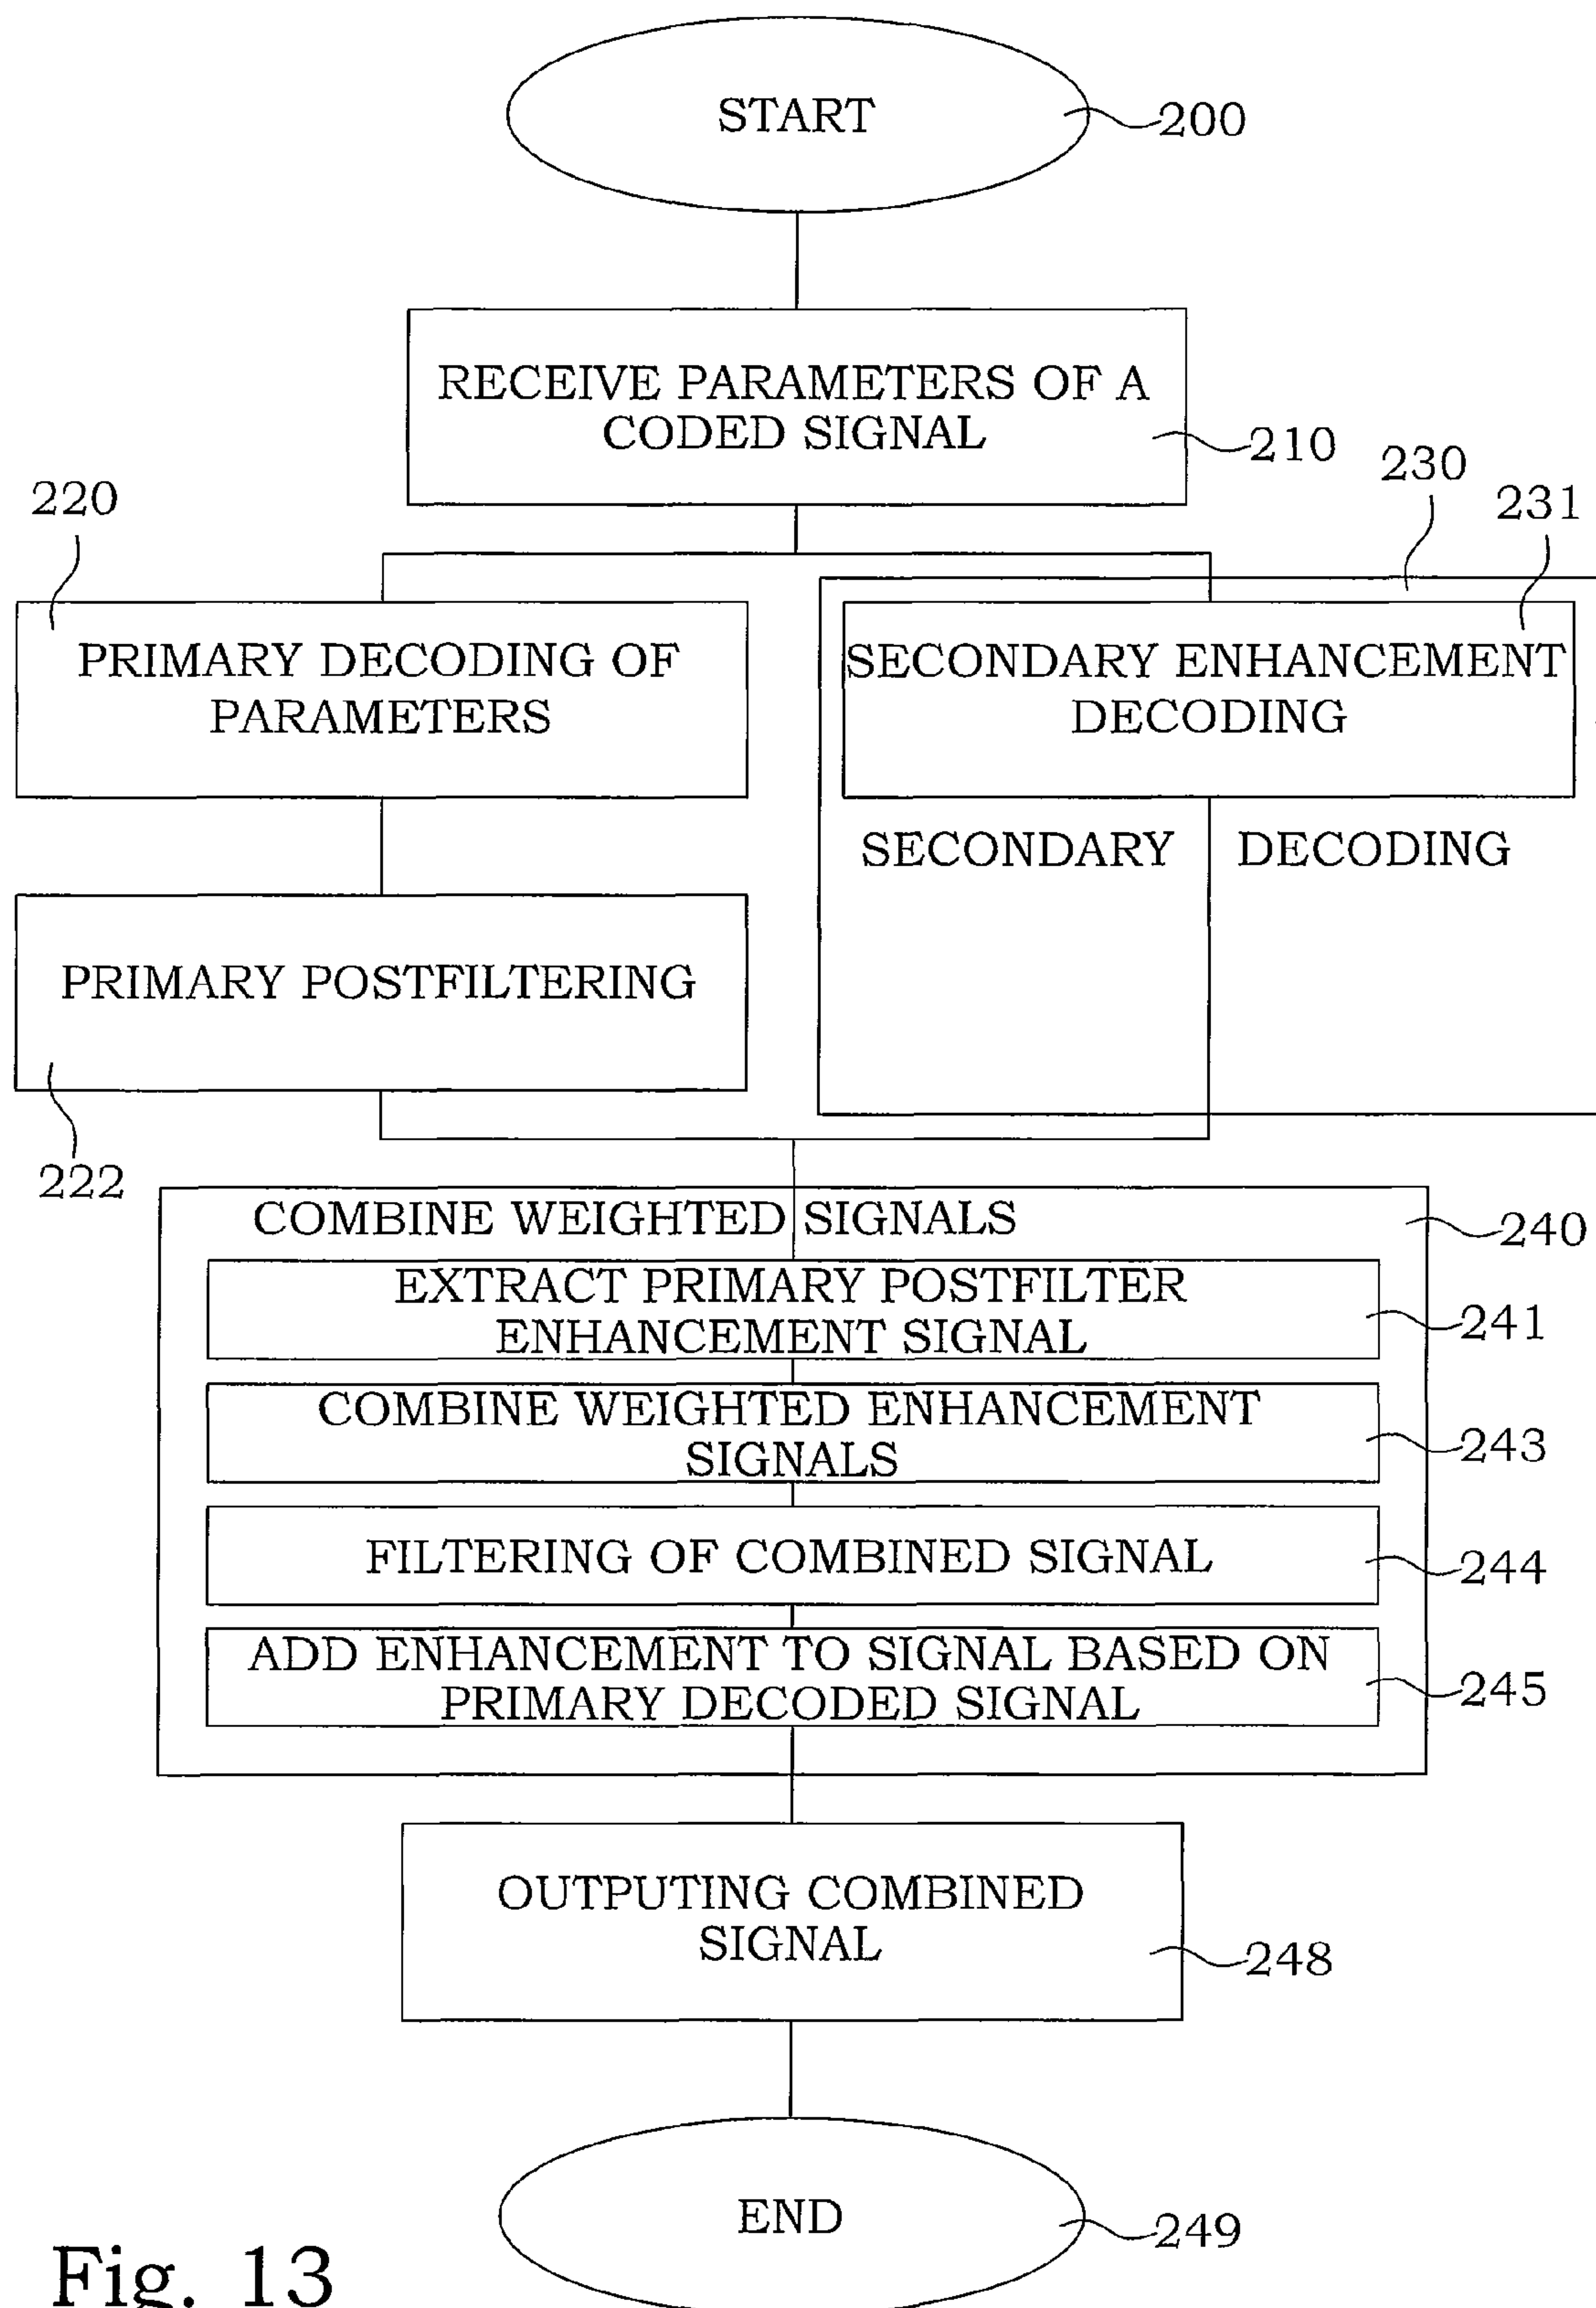 START
200
RECEIVE PARAMETERS OF A
CODED SIGNAL
210
220
230
231
PRIMARY DECODING OF
PARAMETERS
SECONDARY ENHANCEMENT
DECODING
SECONDARY DECODING
PRIMARY POSTFILTERING
222
COMBINE WEIGHTED SIGNALS
240
EXTRACT PRIMARY POSTFILTER
ENHANCEMENT SIGNAL
241
COMBINE WEIGHTED ENHANCEMENT
SIGNALS
243
FILTERING OF COMBINED SIGNAL
244
ADD ENHANCEMENT TO SIGNAL BASED ON
PRIMARY DECODED SIGNAL
245
OUTPUTING COMBINED
SIGNAL
248
END
249
Fig. 13